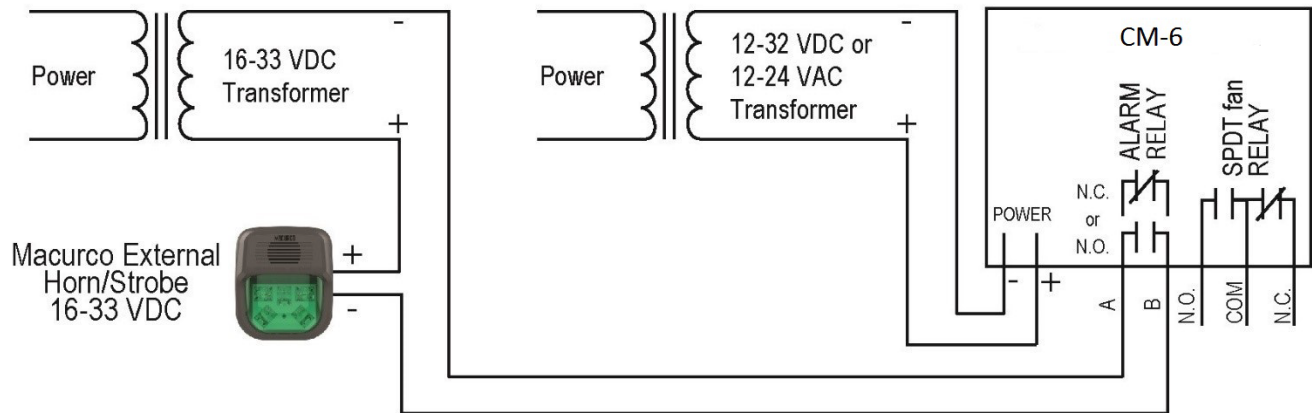 Power
16-33 VDC
Transformer
-
+
Power
12-32 VDC or
12-24 VAC
Transformer
-
+
CM-6
ALARM
RELAY
SPDT fan
RELAY
N.C.
or
N.O.
POWER
-
+
A
B
N.O.
COM
N.C.
Macurco External
Horn/Strobe
16-33 VDC
+
-